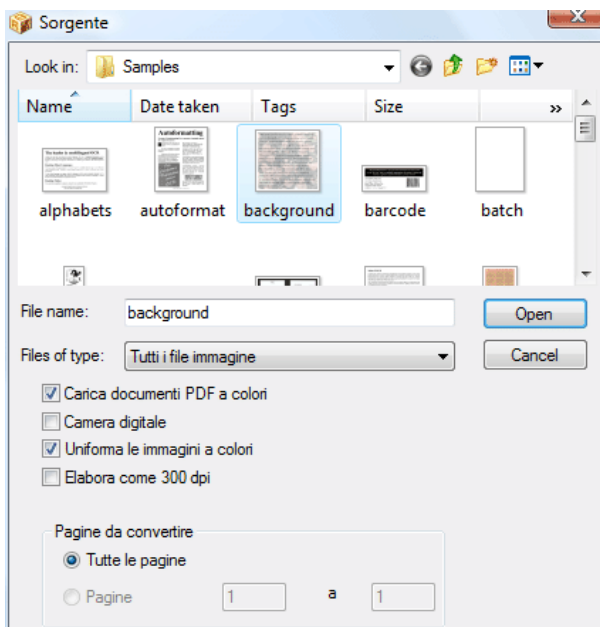 Sorgente
Look in: Samples
Name Date taken Tags Size »
Autoformatting
alphabets autoformat background barcode batch
File name: background Open
Files of type: Tutti i file immagine Cancel
Carica documenti PDF a colori
Camera digitale
Uniforma le immagini a colori
Elabora come 300 dpi
Pagine da convertire
Tutte le pagine
Pagine 1 a 1